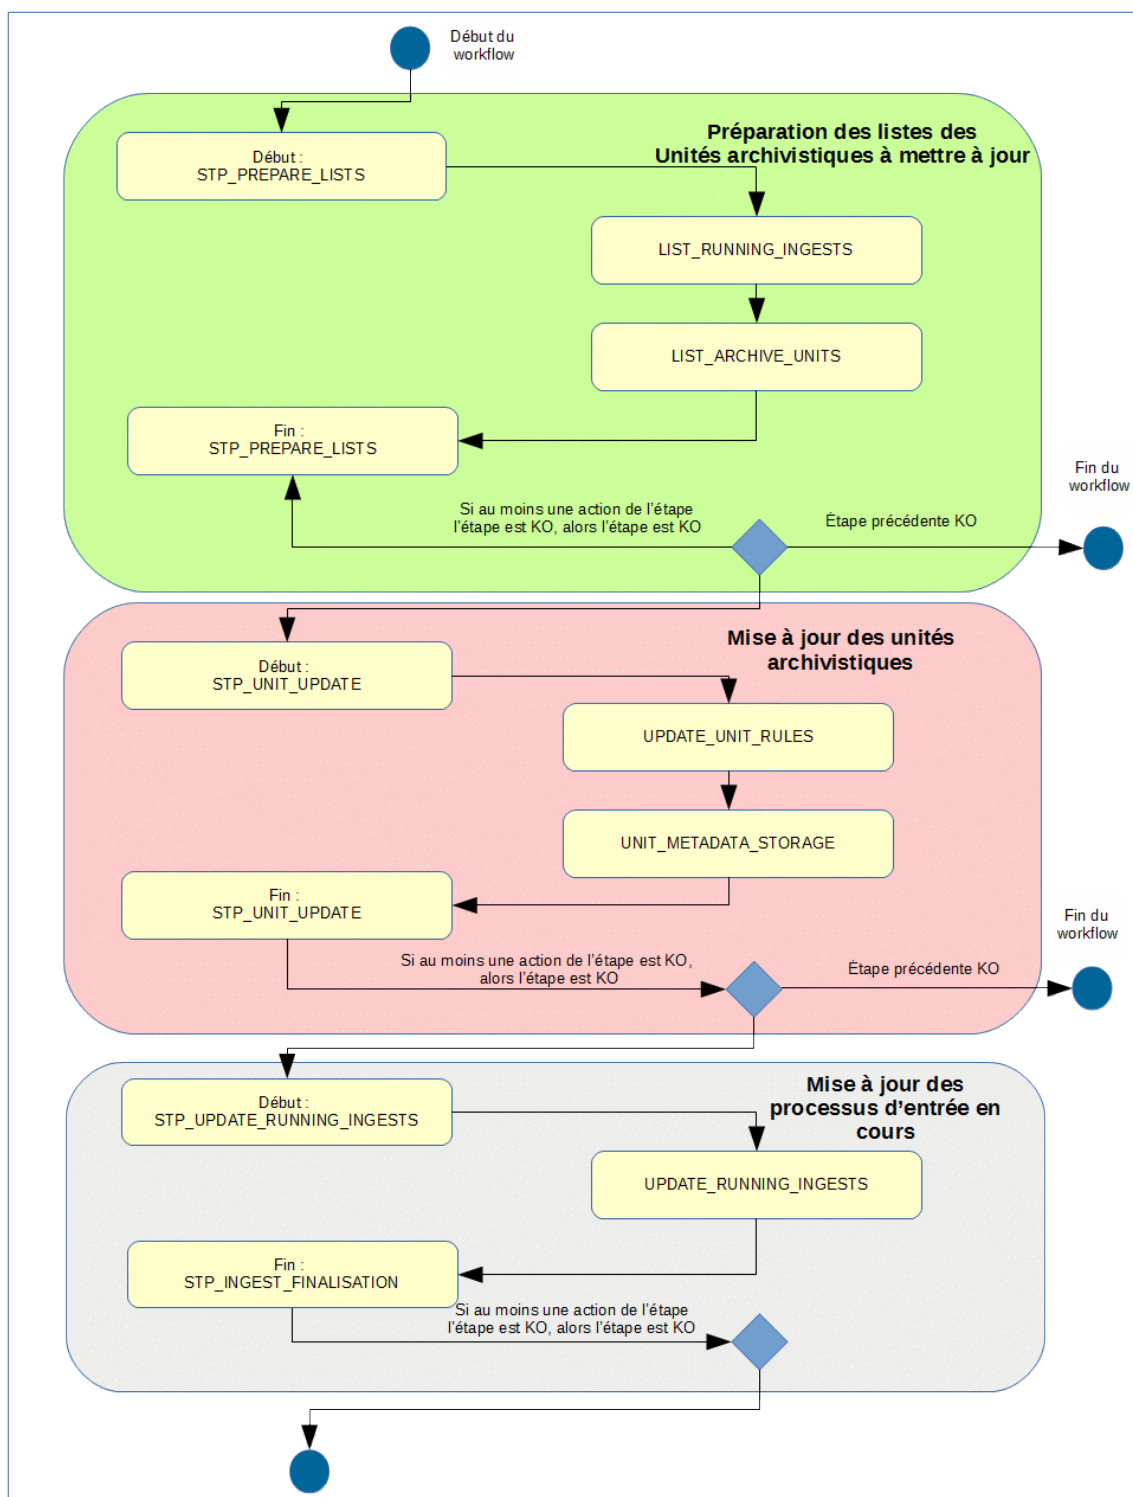 Début du
workflow
Préparation des listes des
Unités archivistiques à mettre à jour
Début :
STP_PREPARE_LISTS
LIST_RUNNING_INGESTS
LIST_ARCHIVE_UNITS
Fin :
STP_PREPARE_LISTS
Fin du
workflow
Si au moins une action de l’étape
l’étape est KO, alors l’étape est KO
Étape précédente KO
Mise à jour des unités
archivistiques
Début :
STP_UNIT_UPDATE
UPDATE_UNIT_RULES
UNIT_METADATA_STORAGE
Fin :
STP_UNIT_UPDATE
Fin du
workflow
Si au moins une action de l’étape est KO,
alors l’étape est KO
Étape précédente KO
Mise à jour des
processus d’entrée en
cours
Début :
STP_UPDATE_RUNNING_INGESTS
UPDATE_RUNNING_INGESTS
Fin :
STP_INGEST_FINALISATION
Si au moins une action de l’étape
l’étape est KO, alors l’étape est KO